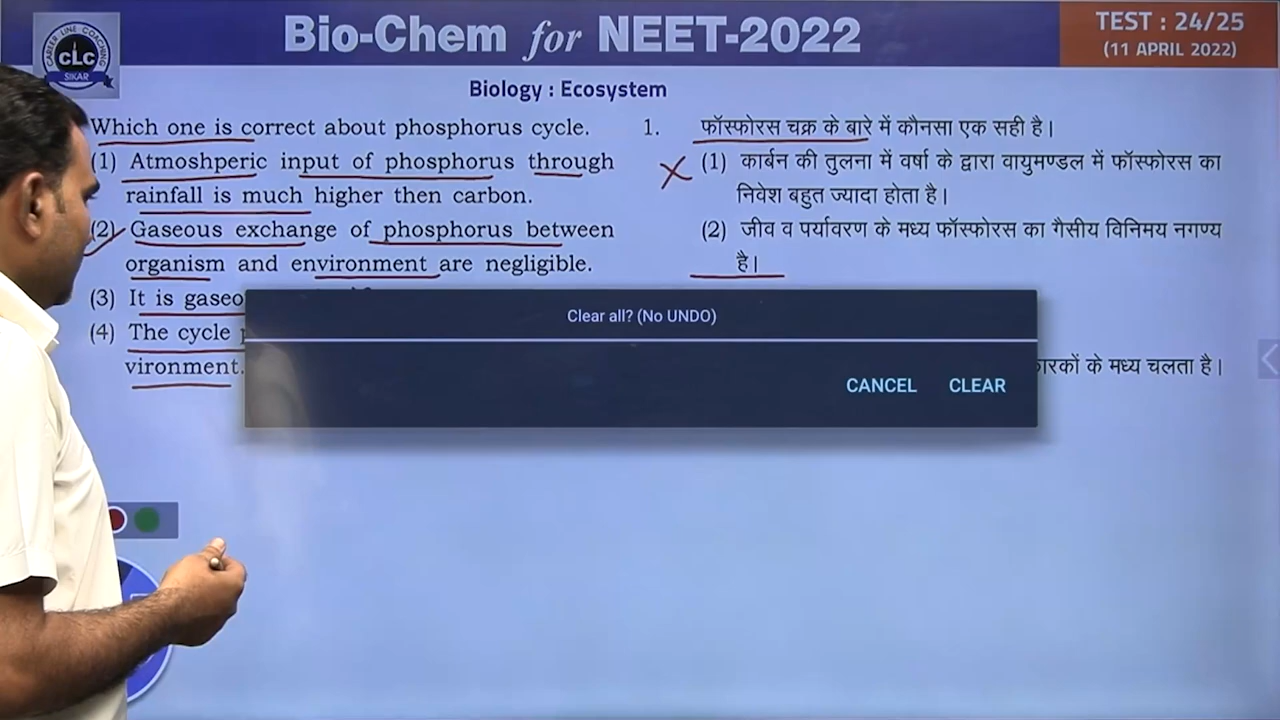 CAREER LINE COACHING
CLC
SIKAR
Bio-Chem for NEET-2022
TEST : 24/25
(11 APRIL 2022)
Biology : Ecosystem
Which one is correct about phosphorus cycle.
(1) Atmoshperic input of phosphorus through
rainfall is much higher then carbon.
(2) Gaseous exchange of phosphorus between
organism and environment are negligible.
(3) It is gaseo
(4) The cycle
vironment.
1. फॉस्फोरस चक्र के बारे में कौनसा एक सही है।
(1) कार्बन की तुलना में वर्षा के द्वारा वायुमण्डल में फॉस्फोरस का
निवेश बहुत ज्यादा होता है।
(2) जीव व पर्यावरण के मध्य फॉस्फोरस का गैसीय विनिमय नगण्य
है।
कारकों के मध्य चलता है।
Clear all? (No UNDO)
CANCEL CLEAR